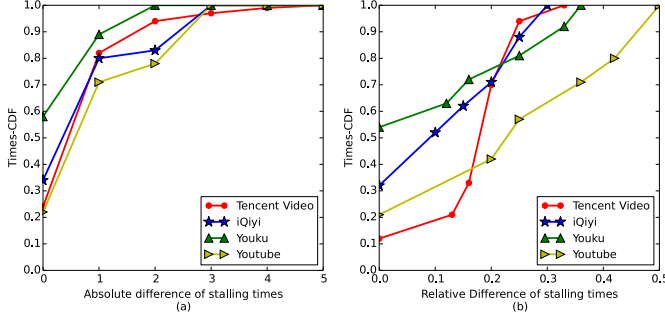 Times-CDF
1.0
0.9
0.8
0.7
0.6
0.5
0.4
0.3
0.2
0.1
0.0
0 1 2 3 4 5
Absolute difference of stalling times
(a)
Tencent Video
iQiyi
Youku
Youtube
Times-CDF
1.0
0.9
0.8
0.7
0.6
0.5
0.4
0.3
0.2
0.1
0.0
0.0 0.1 0.2 0.3 0.4 0.5
Relative Difference of stalling times
(b)
Tencent Video
iQiyi
Youku
Youtube